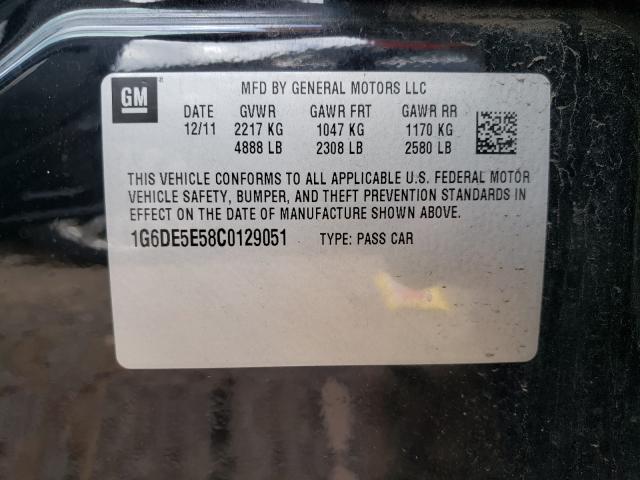 GM ®
MFD BY GENERAL MOTORS LLC
DATE GVWR GAWR FRT GAWR RR
12/11 2217 KG 1047 KG 1170 KG
4888 LB 2308 LB 2580 LB
THIS VEHICLE CONFORMS TO ALL APPLICABLE U.S. FEDERAL MOTOR
VEHICLE SAFETY, BUMPER, AND THEFT PREVENTION STANDARDS IN
EFFECT ON THE DATE OF MANUFACTURE SHOWN ABOVE.
1G6DE5E58C0129051 TYPE: PASS CAR